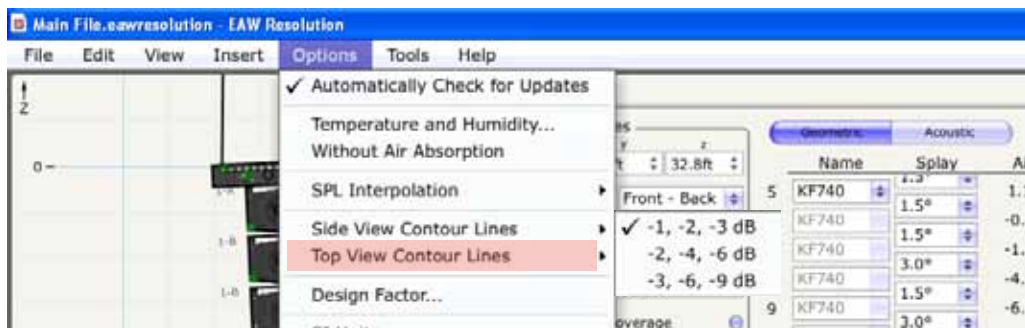 Main File.eawresolution - EAW Resolution
File Edit View Insert Options Tools Help
Z
0
Automatically Check for Updates
Temperature and Humidity...
Without Air Absorption
SPL Interpolation
Side View Contour Lines
Top View Contour Lines
Design Factor...
-1, -2, -3 dB
-2, -4, -6 dB
-3, -6, -9 dB
Y z
32.8ft
Front - Back
Geometric Acoustic
Name Splay
5 KF740 1.5°
KF740 1.5°
KF740 3.0°
KF740 1.5°
9 KF740 3.0°